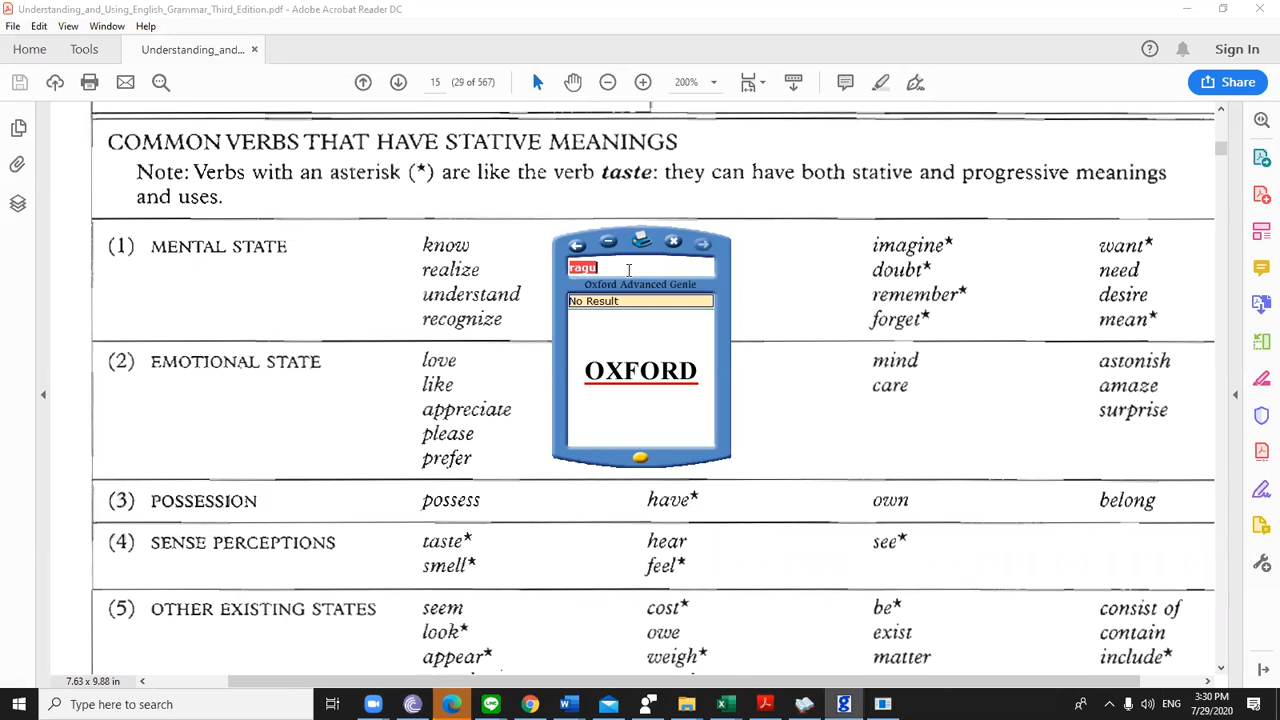 Understanding_and_Using_English_Grammar_Third_Edition.pdf - Adobe Acrobat Reader DC
File Edit View Window Help
Home Tools Understanding_and... × Sign In
15 (29 of 567) 200% Share
COMMON VERBS THAT HAVE STATIVE MEANINGS
Note: Verbs with an asterisk (*) are like the verb taste: they can have both stative and progressive meanings
and uses.
(1) MENTAL STATE know imagine* want*
realize doubt* need
understand remember* desire
recognize forget* mean*
ragu
Oxford Advanced Genie
No Result
OXFORD
(2) EMOTIONAL STATE love mind astonish
like care amaze
appreciate surprise
please
prefer
(3) POSSESSION possess have* own belong
(4) SENSE PERCEPTIONS taste* hear see*
smell* feel*
(5) OTHER EXISTING STATES seem cost* be* consist of
look* owe exist contain
appear* weigh* matter include*
7.63 x 9.88 in
Type here to search
3:30 PM
7/29/2020